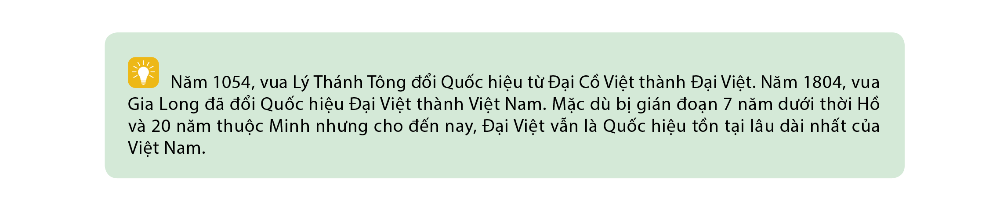 Năm 1054, vua Lý Thánh Tông đổi Quốc hiệu từ Đại Cồ Việt thành Đại Việt. Năm 1804, vua
Gia Long đã đổi Quốc hiệu Đại Việt thành Việt Nam. Mặc dù bị gián đoạn 7 năm dưới thời Hồ
và 20 năm thuộc Minh nhưng cho đến nay, Đại Việt vẫn là Quốc hiệu tồn tại lâu dài nhất của
Việt Nam.